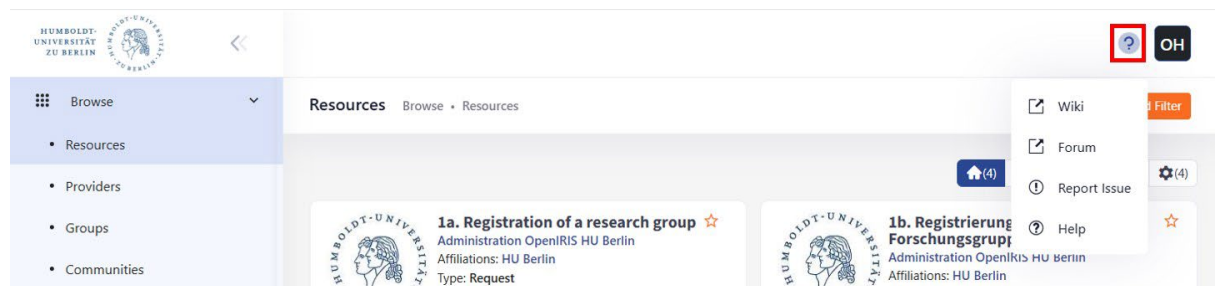 HUMBOLDT-
UNIVERSITÄT
ZU BERLIN
? OH
Browse
Resources Browse • Resources
Wiki
Filter
• Resources
Forum
(4) (4)
Report Issue
• Providers
1a. Registration of a research group
1b. Registrierung
Help
• Groups
Administration OpenIRIS HU Berlin
Affiliations: HU Berlin
Administration OpenIRIS HU Berlin
• Communities
Type: Request
Affiliations: HU Berlin